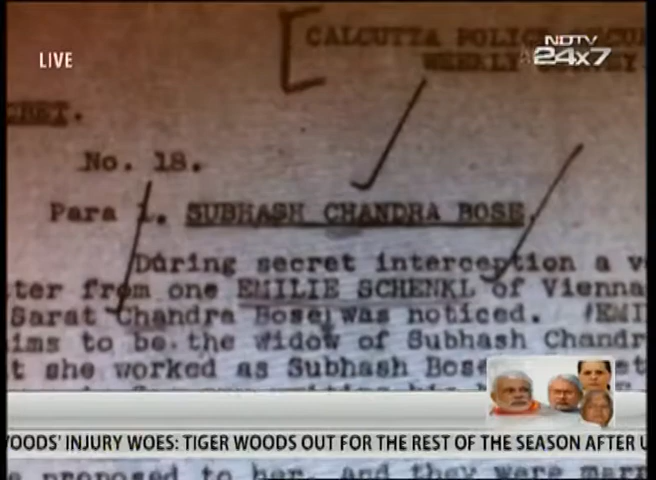 LIVE
NDTV
24x7
CALCUTTA POLICE
WEEKLY
No. 18.
Para 1. SUBHASH CHANDRA BOSE.
During secret interception a
ter from one EMILIE SCHENKL of Vienna
Sarat Chandra Bose was noticed. EMI
ims to be the widow of Subhash Chandr
t she worked as Subhash Bose
WOODS' INJURY WOES: TIGER WOODS OUT FOR THE REST OF THE SEASON AFTER U
proposed to her, and they were marr